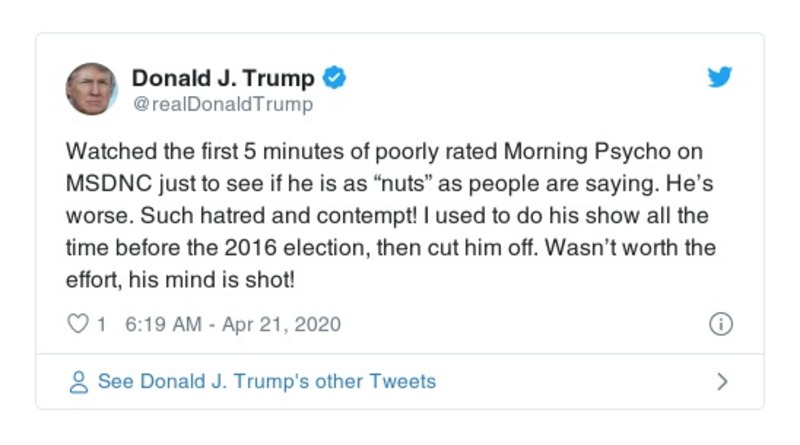 Donald J. Trump
@realDonaldTrump
Watched the first 5 minutes of poorly rated Morning Psycho on
MSDNC just to see if he is as “nuts” as people are saying. He’s
worse. Such hatred and contempt! I used to do his show all the
time before the 2016 election, then cut him off. Wasn’t worth the
effort, his mind is shot!
1 6:19 AM - Apr 21, 2020
See Donald J. Trump's other Tweets